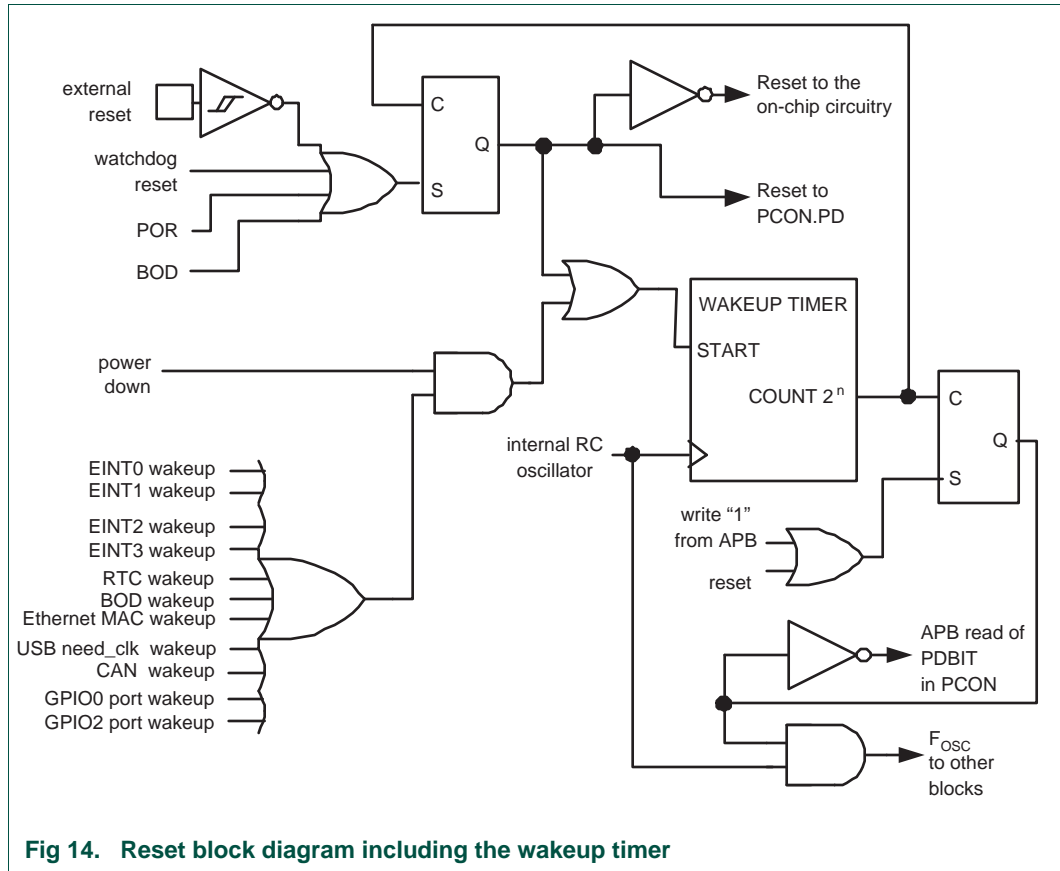 external
reset
watchdog
reset
POR
BOD
C
Q
S
Reset to the
on-chip circuitry
Reset to
PCON.PD
WAKEUP TIMER
START
COUNT 2n
power
down
internal RC
oscillator
C
Q
S
EINT0 wakeup
EINT1 wakeup
EINT2 wakeup
EINT3 wakeup
RTC wakeup
BOD wakeup
Ethernet MAC wakeup
USB need_clk wakeup
CAN wakeup
GPIO0 port wakeup
GPIO2 port wakeup
write “1”
from APB
reset
APB read of
PDBIT
in PCON
FOSC
to other
blocks
Fig 14. Reset block diagram including the wakeup timer